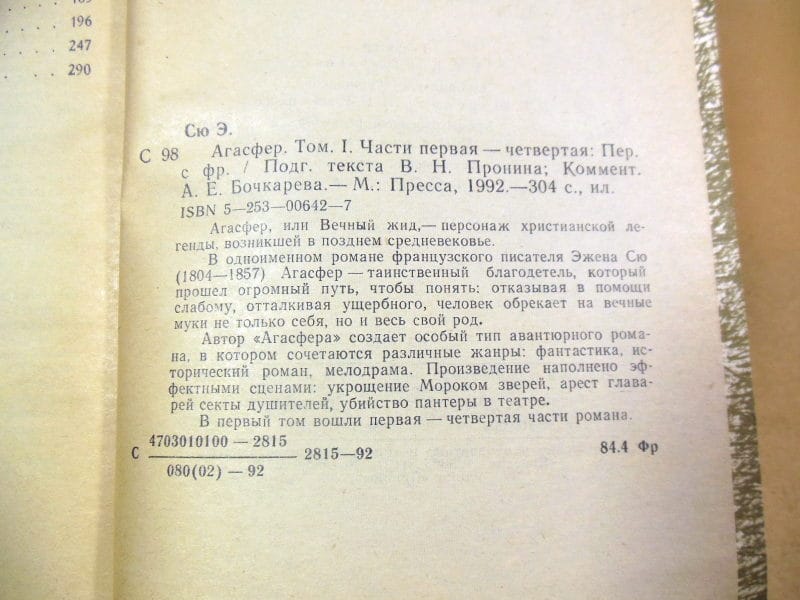 196
. . . . 247
. . . . 290
Сю Э.
С 98 Агасфер. Том. I. Части первая — четвертая: Пер.
с фр. / Подг. текста В. Н. Пронина; Коммент.
А. Е. Бочкарева.— М.: Пресса, 1992.—304 с., ил.
ISBN 5—253—00642—7
Агасфер, или Вечный жид,— персонаж христианской ле-
генды, возникшей в позднем средневековье.
В одноименном романе французского писателя Эжена Сю
(1804—1857) Агасфер — таинственный благодетель, который
прошел огромный путь, чтобы понять: отказывая в помощи
слабому, отталкивая ущербного, человек обрекает на вечные
муки не только себя, но и весь свой род.
Автор «Агасфера» создает особый тип авантюрного рома-
на, в котором сочетаются различные жанры: фантастика, ис-
торический роман, мелодрама. Произведение наполнено эф-
фектными сценами: укрощение Мороком зверей, арест глава-
рей секты душителей, убийство пантеры в театре.
В первый том вошли первая — четвертая части романа.
4703010100 — 2815
С 2815—92 84.4 Фр
080(02) — 92